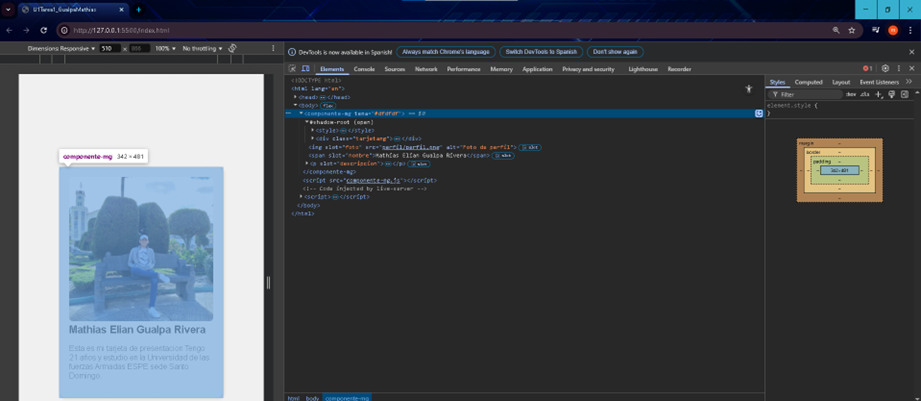 U1Tarea1_GualpaMathias
http://127.0.0.1:5500/index.html
Dimensions: Responsive 510 x 100% No throttling
DevTools is now available in Spanish! Always match Chrome's language Switch DevTools to Spanish Don't show again
Elements Console Sources Network Performance Memory Application Privacy and security Lighthouse Recorder 1
Styles Computed Layout Event Listeners
Filter :hov .cls
element.style {
}
<!DOCTYPE html>
<html lang="en">
<head> </head>
<body> flex
== $0
#shadow-root (open)
<style> </style>
<div class="tarjetamg"> </div>
<img slot="foto" src="perfil/perfil.png" alt="Foto de perfil"> slot
<span slot="nombre">Mathias Elian Gualpa Rivera</span> slot
<p slot="descripcion"> </p> slot
</componente-mg>
<script src="componente-mg.js"></script>
<!-- Code injected by live-server -->
<script> </script>
</body>
</html>
margin
border
padding
342×481
componente-mg 342 × 481
Mathias Elian Gualpa Rivera
Esta es mi tarjeta de presentacion Tengo
21 años y estudio en la Universidad de las
fuerzas Armadas ESPE sede Santo
Domingo
html body componente-mg